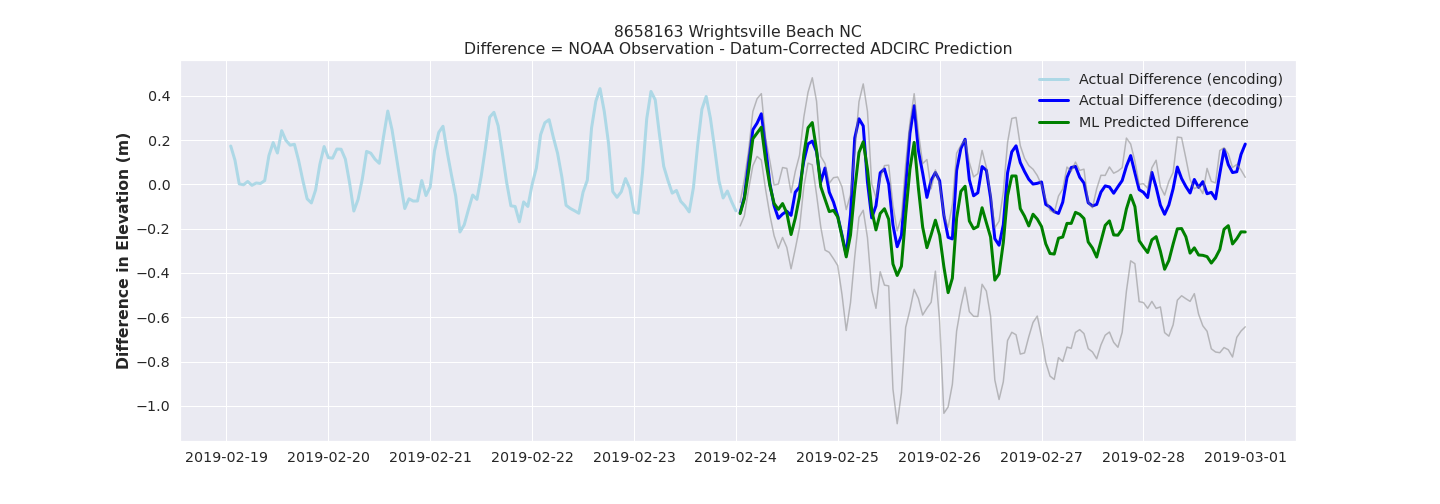 8658163 Wrightsville Beach NC
Difference = NOAA Observation - Datum-Corrected ADCIRC Prediction
Actual Difference (encoding)
Actual Difference (decoding)
ML Predicted Difference
Difference in Elevation (m)
0.4
0.2
0.0
−0.2
−0.4
−0.6
−0.8
−1.0
2019-02-19 2019-02-20 2019-02-21 2019-02-22 2019-02-23 2019-02-24 2019-02-25 2019-02-26 2019-02-27 2019-02-28 2019-03-01